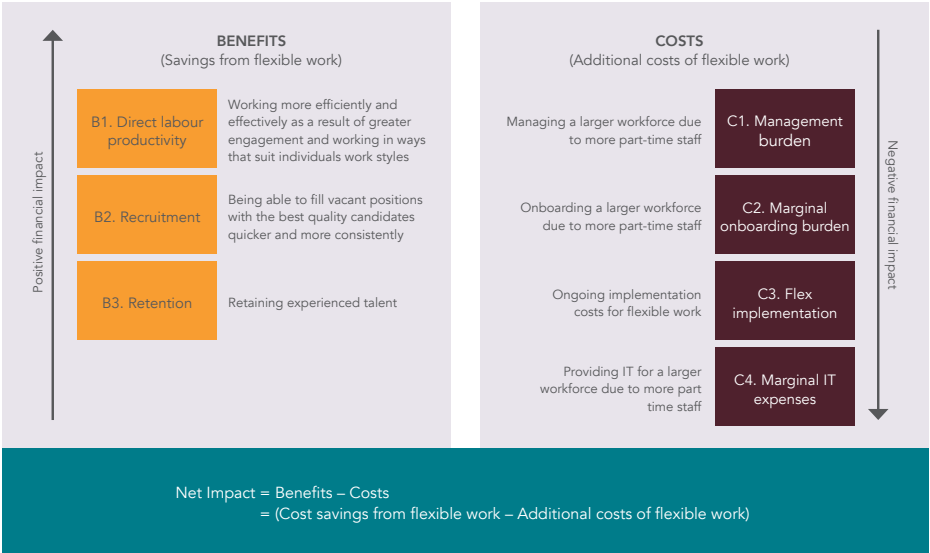 BENEFITS
(Savings from flexible work)
Positive financial impact
B1. Direct labour
productivity
Working more efficiently and
effectively as a result of greater
engagement and working in ways
that suit individuals work styles
B2. Recruitment
Being able to fill vacant positions
with the best quality candidates
quicker and more consistently
B3. Retention
Retaining experienced talent
COSTS
(Additional costs of flexible work)
Managing a larger workforce due
to more part-time staff
C1. Management
burden
Onboarding a larger workforce
due to more part-time staff
C2. Marginal
onboarding burden
Ongoing implementation
costs for flexible work
C3. Flex
implementation
Providing IT for a larger
workforce due to more part
time staff
C4. Marginal IT
expenses
Negative financial impact
Net Impact = Benefits – Costs
= (Cost savings from flexible work – Additional costs of flexible work)